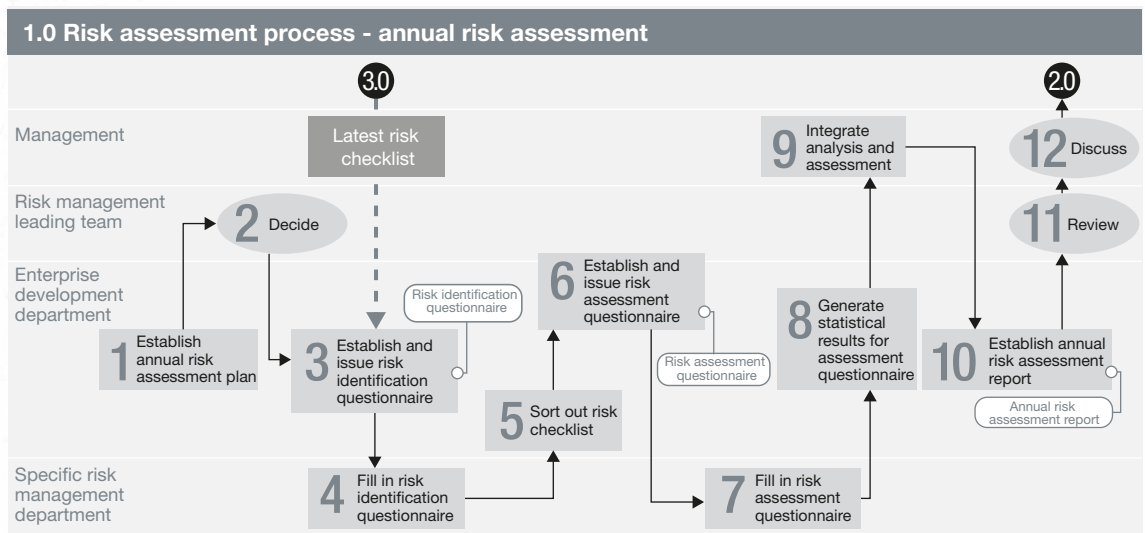 1.0 Risk assessment process - annual risk assessment
3.0
2.0
Management
Latest risk
checklist
9
Integrate
analysis and
assessment
12 Discuss
Risk management
leading team
2 Decide
11 Review
Enterprise
development
department
1
Establish
annual risk
assessment plan
3
Establish and
issue risk
identification
questionnaire
Risk identification
questionnaire
5
Sort out risk
checklist
6
Establish and
issue risk
assessment
questionnaire
Risk assessment
questionnaire
8
Generate
statistical
results for
assessment
questionnaire
10
Establish annual
risk assessment
report
Annual risk
assessment report
Specific risk
management
department
4
Fill in risk
identification
questionnaire
7
Fill in risk
assessment
questionnaire